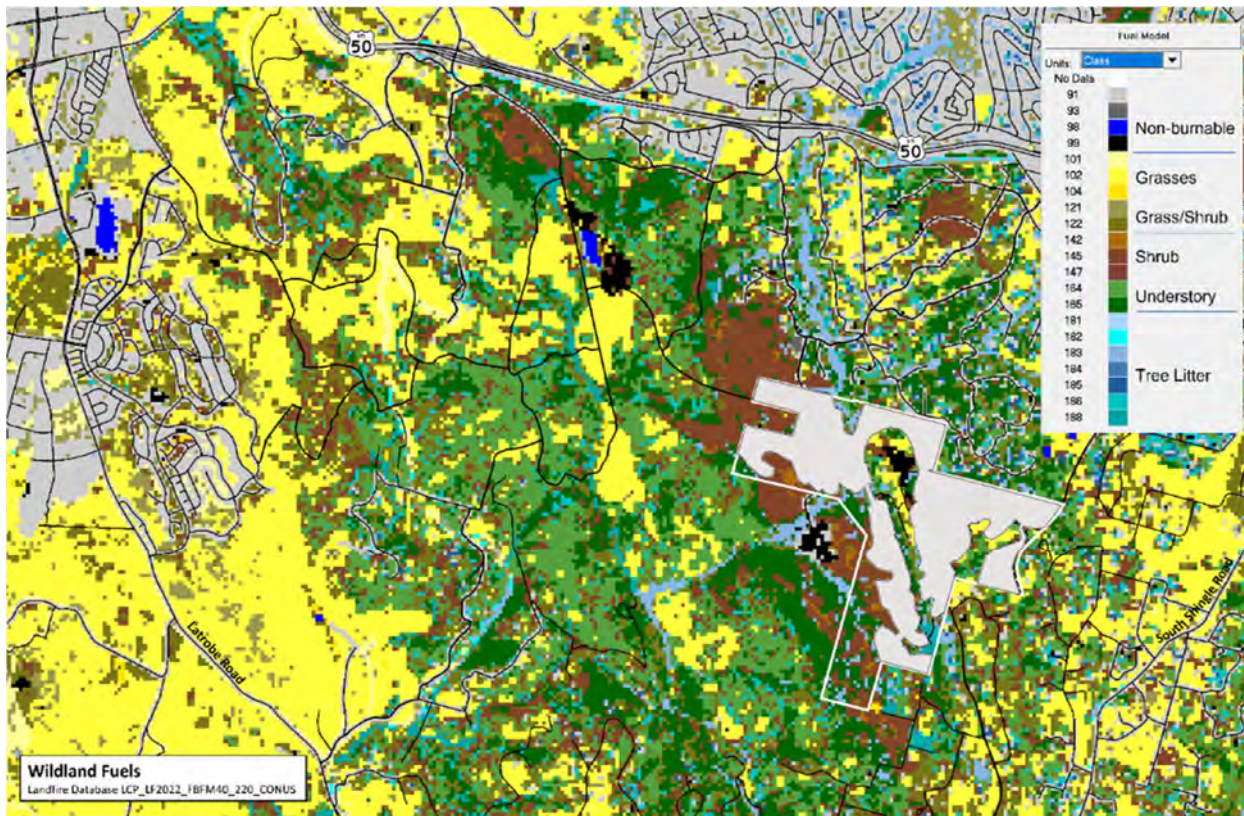 US
50
US
50
Fuel Model
Units: Class
No Data
91
93
98
99
Non-burnable
101
102
104
Grasses
121
122
Grass/Shrub
142
145
147
Shrub
164
165
Understory
181
182
183
184
185
186
188
Tree Litter
Latrobe Road
South Shingle Road
Wildland Fuels
Landfire Database LCP_LF2022_FBFM40_220_CONUS